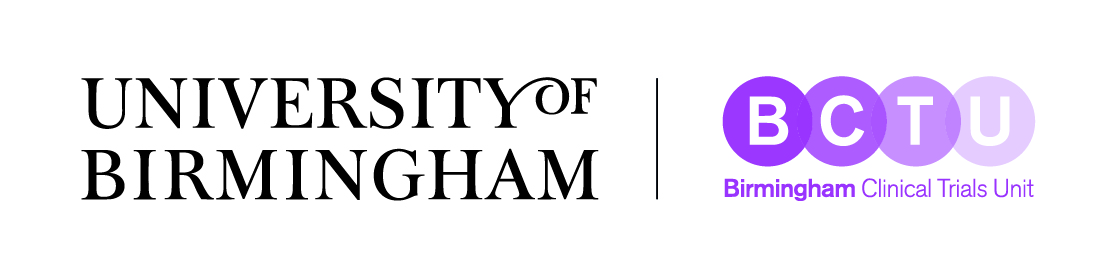 UNIVERSITY OF
BIRMINGHAM
BCTU
Birmingham Clinical Trials Unit